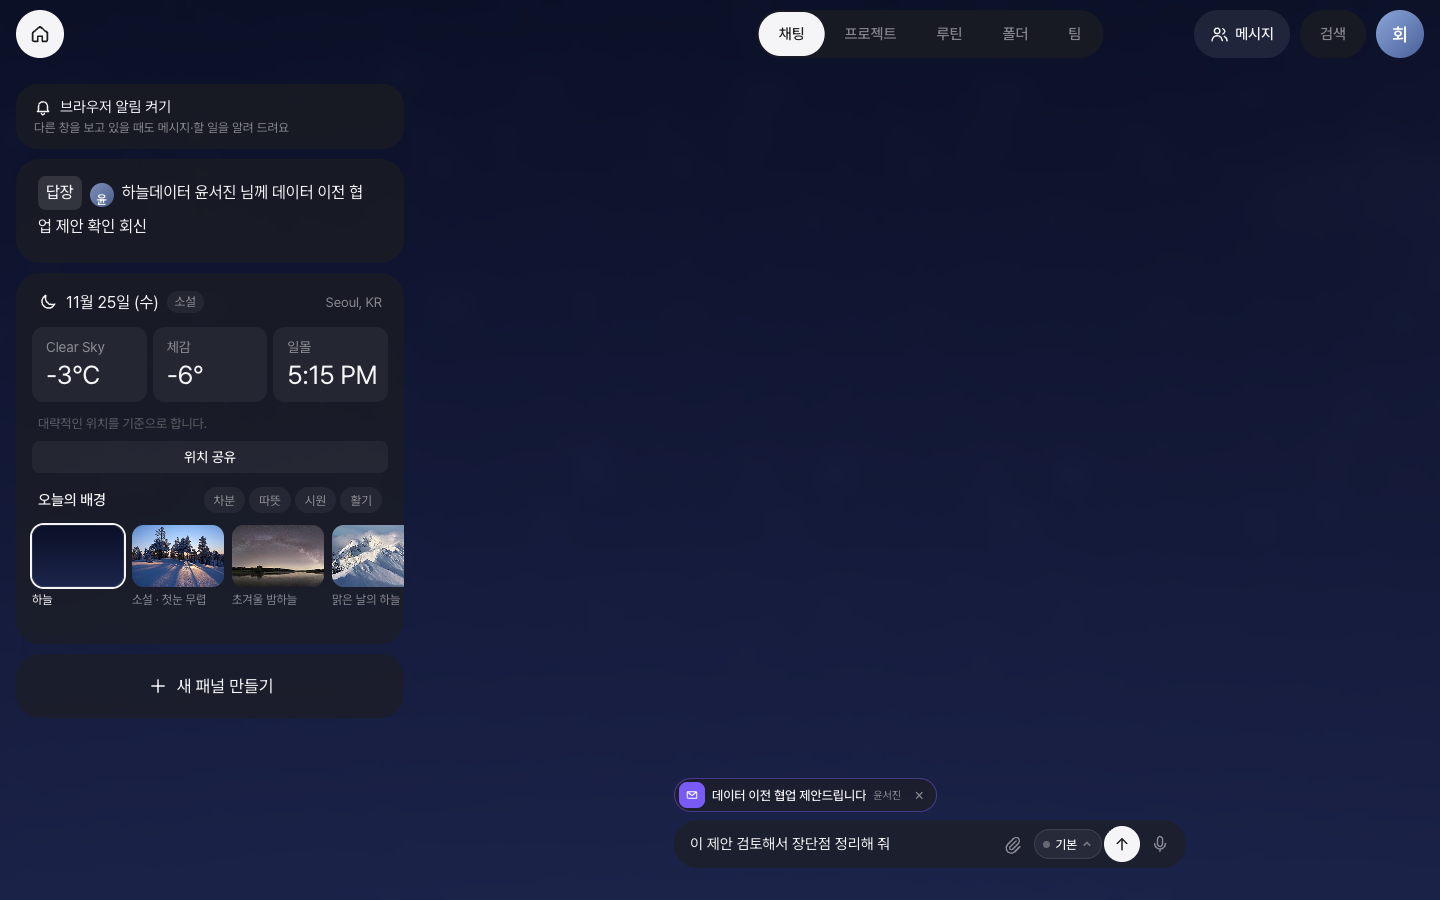 채팅
프로젝트
루틴
폴더
팀
메시지
검색
회
브라우저 알림 켜기
다른 창을 보고 있을 때도 메시지·할 일을 알려 드려요
답장 윤 하늘데이터 윤서진 님께 데이터 이전 협
업 제안 확인 회신
11월 25일 (수) 소설 Seoul, KR
Clear Sky
-3°C
체감
-6°
일몰
5:15 PM
대략적인 위치를 기준으로 합니다.
위치 공유
오늘의 배경 차분 따뜻 시원 활기
하늘
소설 · 첫눈 무렵
초겨울 밤하늘
맑은 날의 하늘
새 패널 만들기
데이터 이전 협업 제안드립니다 윤서진
이 제안 검토해서 장단점 정리해 줘
기본